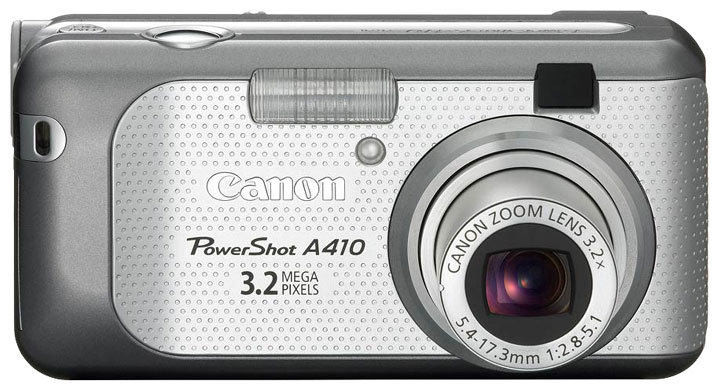 Canon
PowerShot A410
3.2 MEGA
PIXELS
CANON ZOOM LENS 3.2x
5.4-17.3mm 1:2.8-5.1